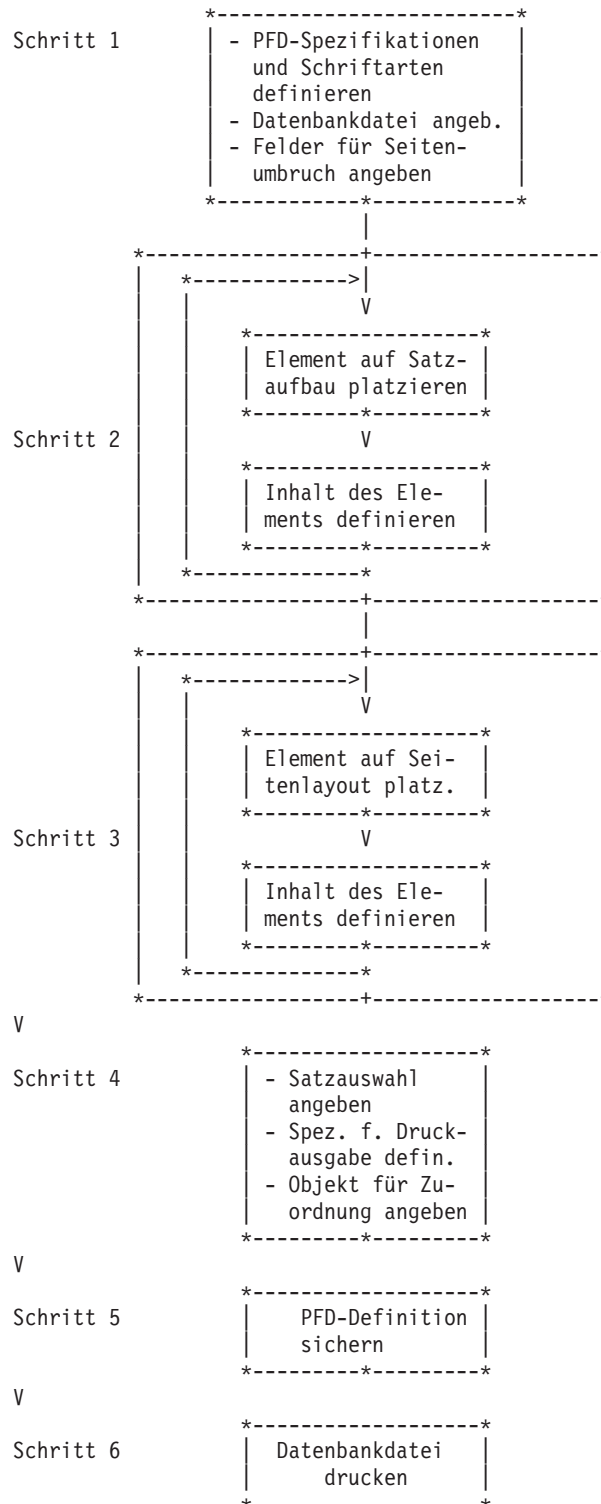 Schritt 1
- PFD-Spezifikationen
und Schriftarten
definieren
- Datenbankdatei angeb.
- Felder für Seiten-
umbruch angeben
Element auf Satz-
aufbau platzieren
Schritt 2
V
Inhalt des Ele-
ments definieren
V
Element auf Sei-
tenlayout platz.
Schritt 3
V
Inhalt des Ele-
ments definieren
V
Schritt 4
- Satzauswahl
angeben
- Spez. f. Druck-
ausgabe defin.
- Objekt für Zu-
ordnung angeben
V
Schritt 5
PFD-Definition
sichern
V
Schritt 6
Datenbankdatei
drucken